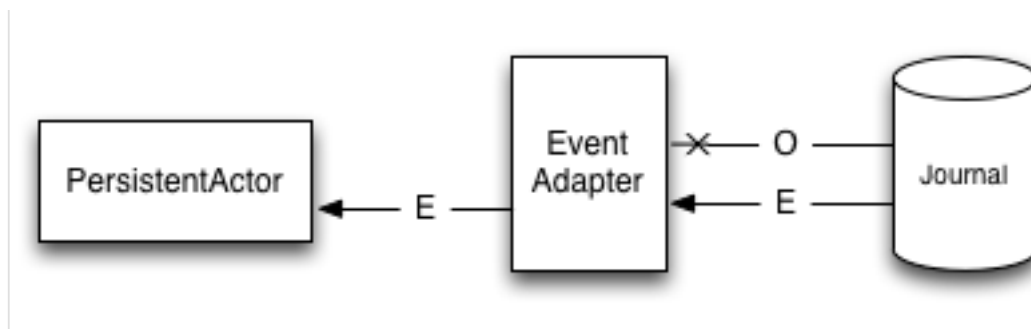 PersistentActor
E
Event
Adapter
O
E
Journal